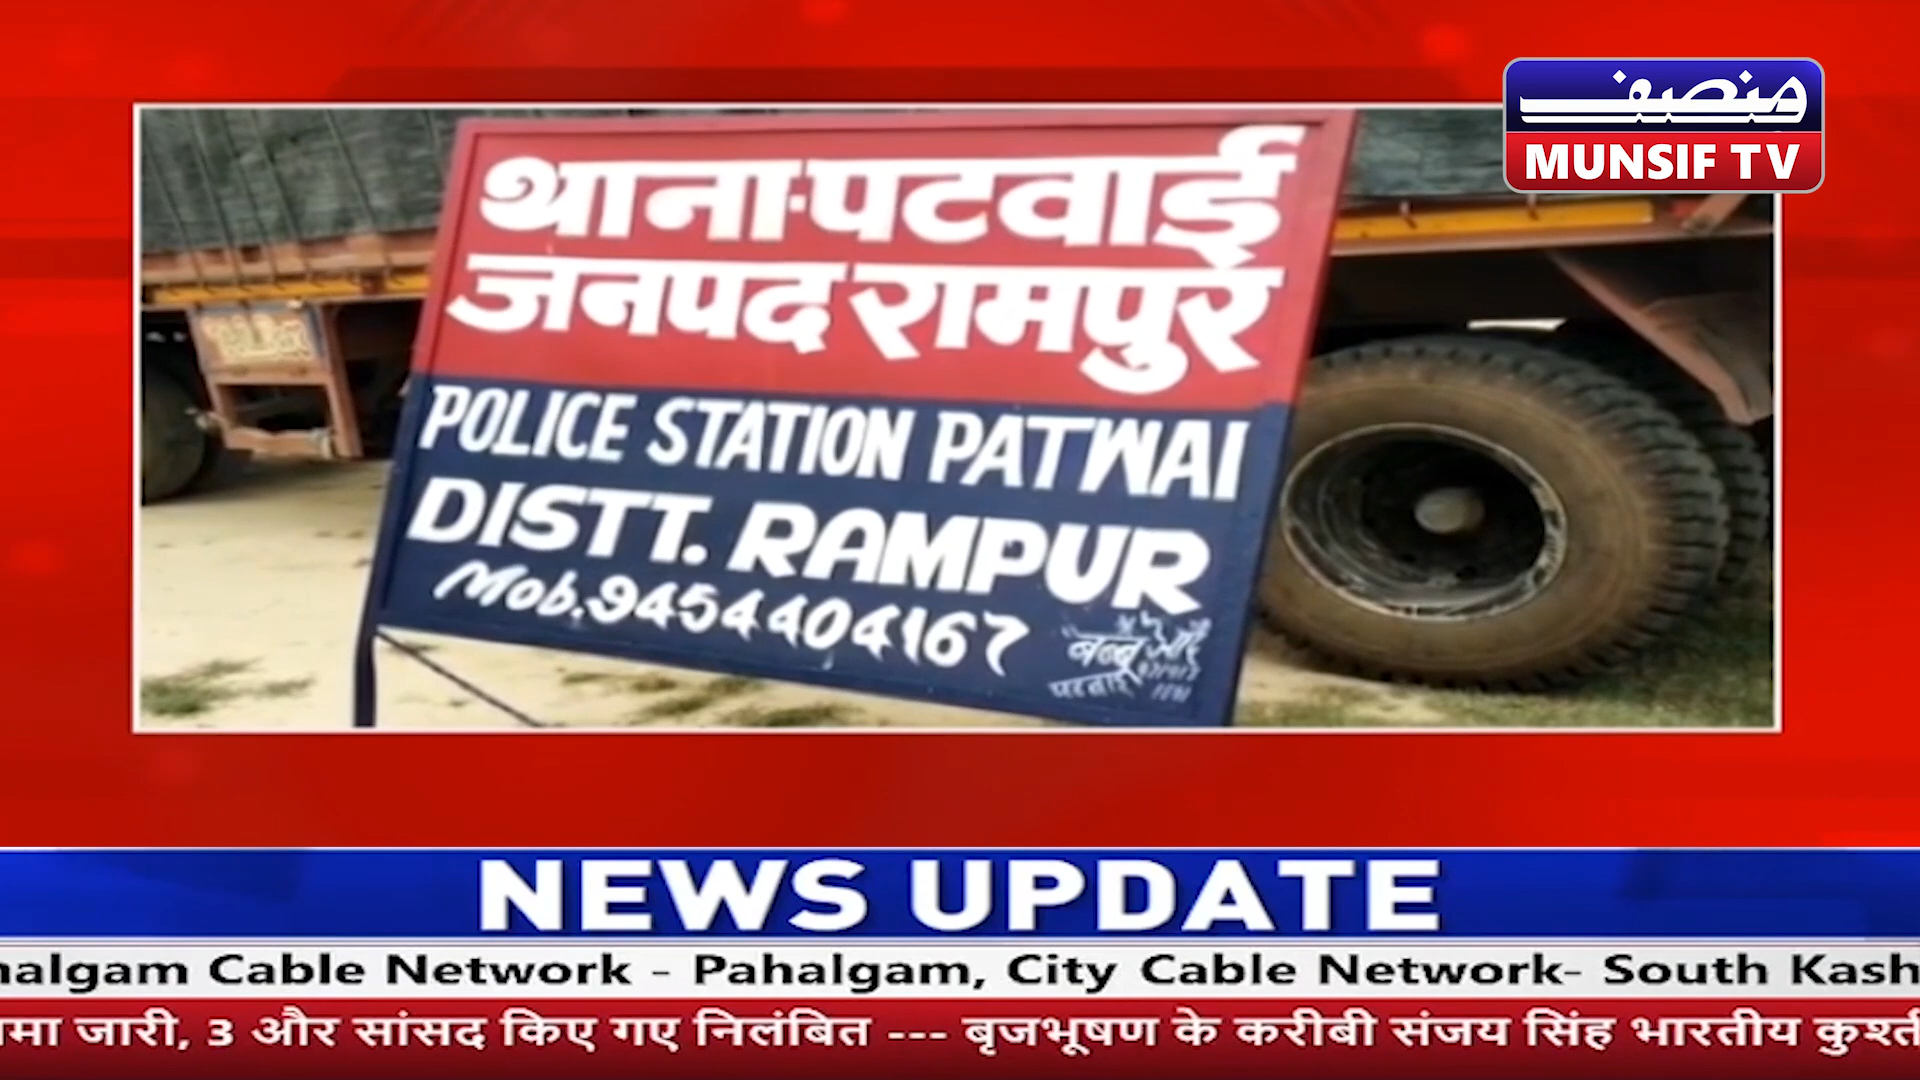 منصف
MUNSIF TV
थाना-पटवाई
जनपद रामपुर
POLICE STATION PATWAI
DISTT. RAMPUR
Mob. 9454404167
NEWS UPDATE
halgam Cable Network - Pahalgam, City Cable Network- South Kash
मा जारी, 3 और सांसद किए गए निलंबित --- बृजभूषण के करीबी संजय सिंह भारतीय कुश्ती